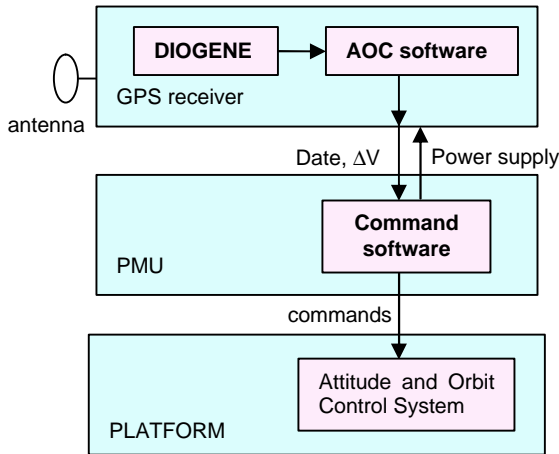 DIOGENE
AOC software
GPS receiver
antenna
Date, ΔV
Power supply
Command
software
PMU
commands
Attitude and Orbit
Control System
PLATFORM